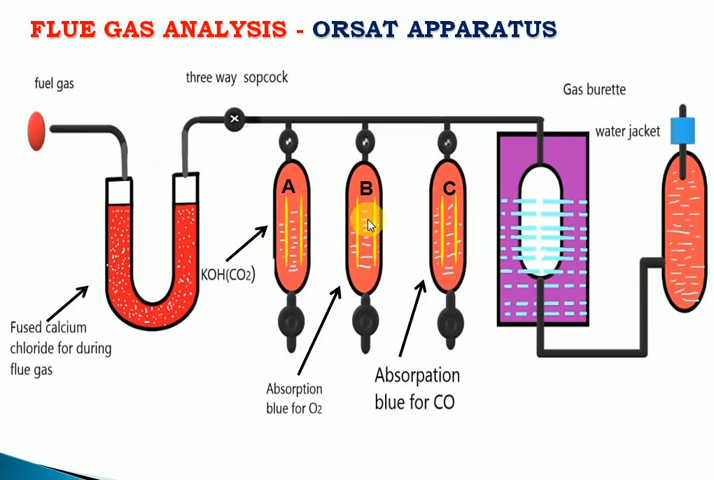 FLUE GAS ANALYSIS - ORSAT APPARATUS
fuel gas
three way sopcock
Gas burette
water jacket
A
B
C
KOH(CO2)
Fused calcium
chloride for during
flue gas
Absorption
blue for O2
Absorpation
blue for CO